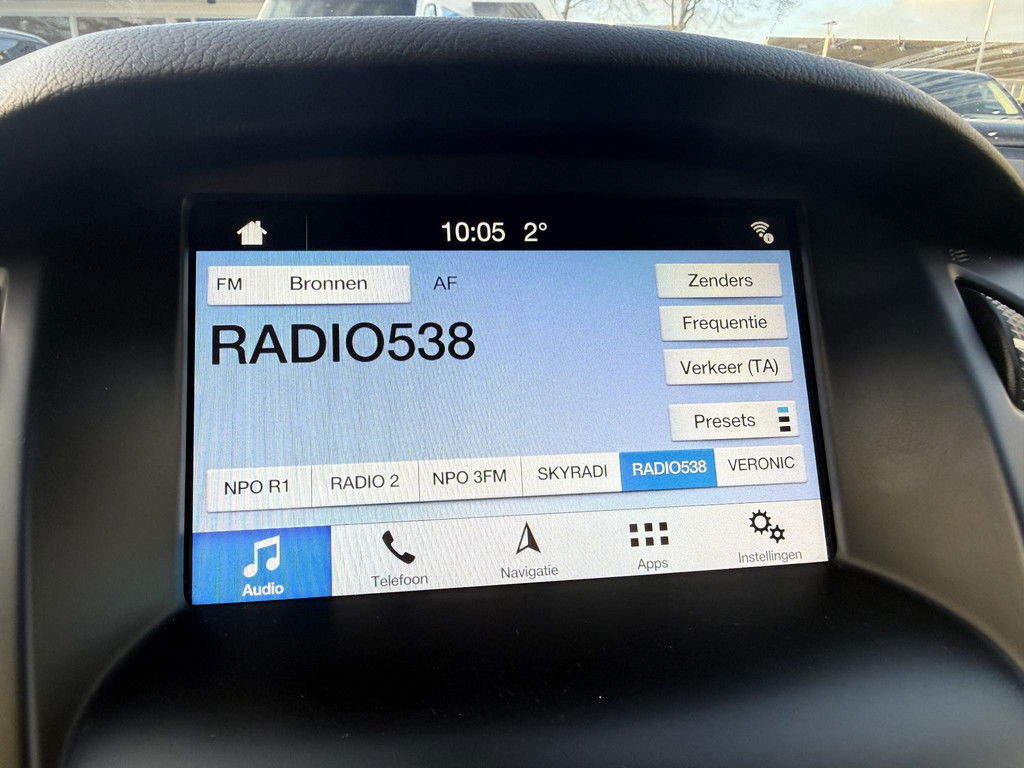 10:05 2°
FM Bronnen AF
Zenders
RADIO538
Frequentie
Verkeer (TA)
Presets
NPO R1 RADIO 2 NPO 3FM SKYRADI RADIO538 VERONIC
Audio Telefoon Navigatie Apps Instellingen